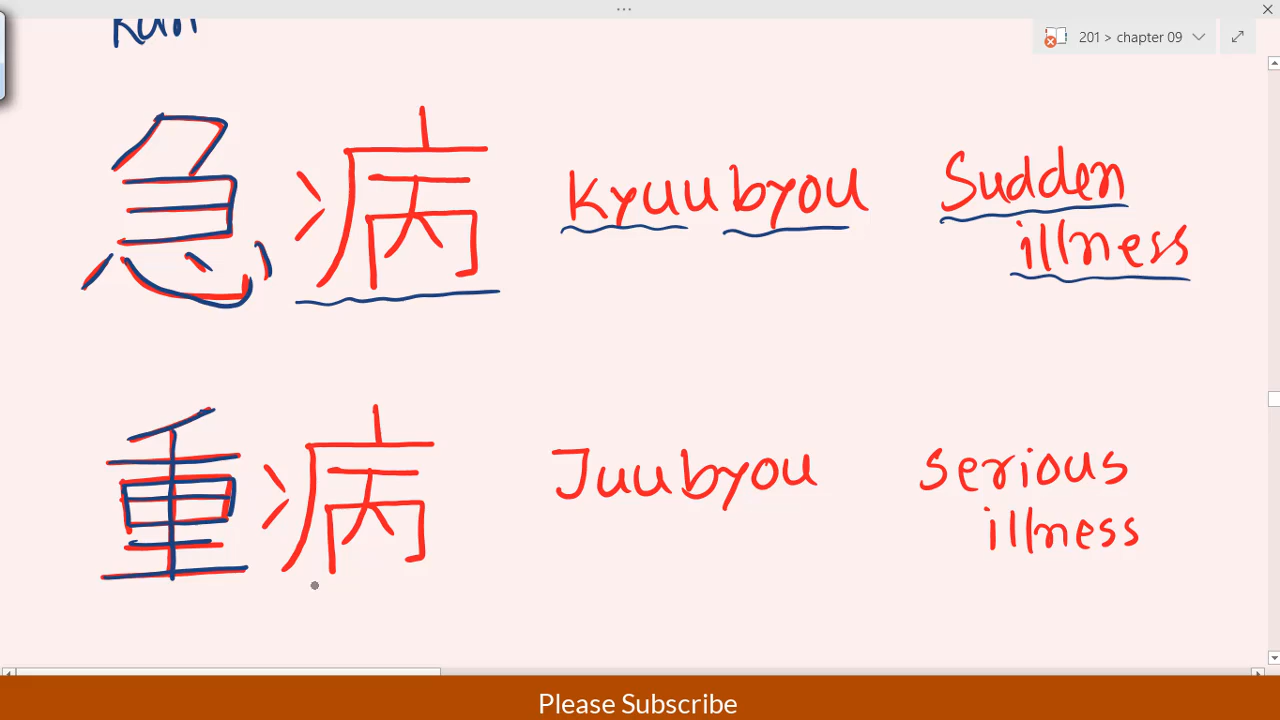 201 > chapter 09
急病 Kyuubyou Sudden
illness
重病 Juubyou serious
illness
Please Subscribe